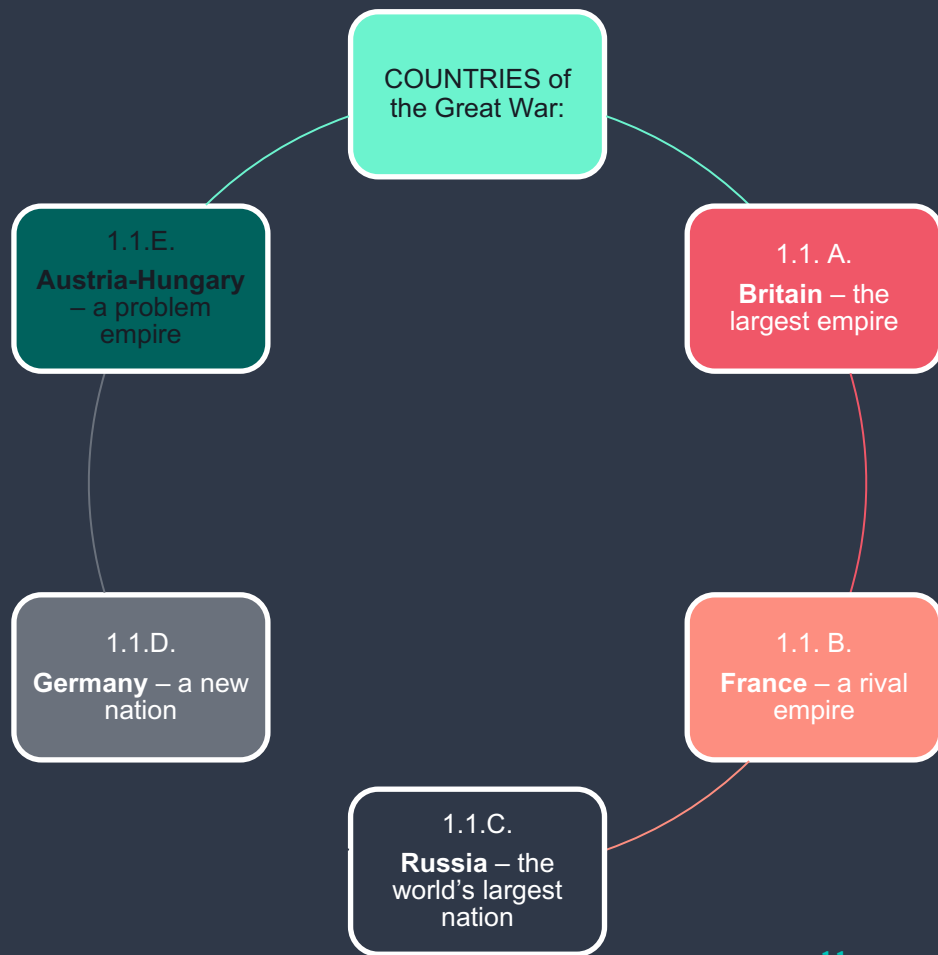 COUNTRIES of
the Great War:
1.1. A.
Britain – the
largest empire
1.1. B.
France – a rival
empire
1.1.C.
Russia – the
world's largest
nation
1.1.D.
Germany – a new
nation
1.1.E.
Austria-Hungary
– a problem
empire